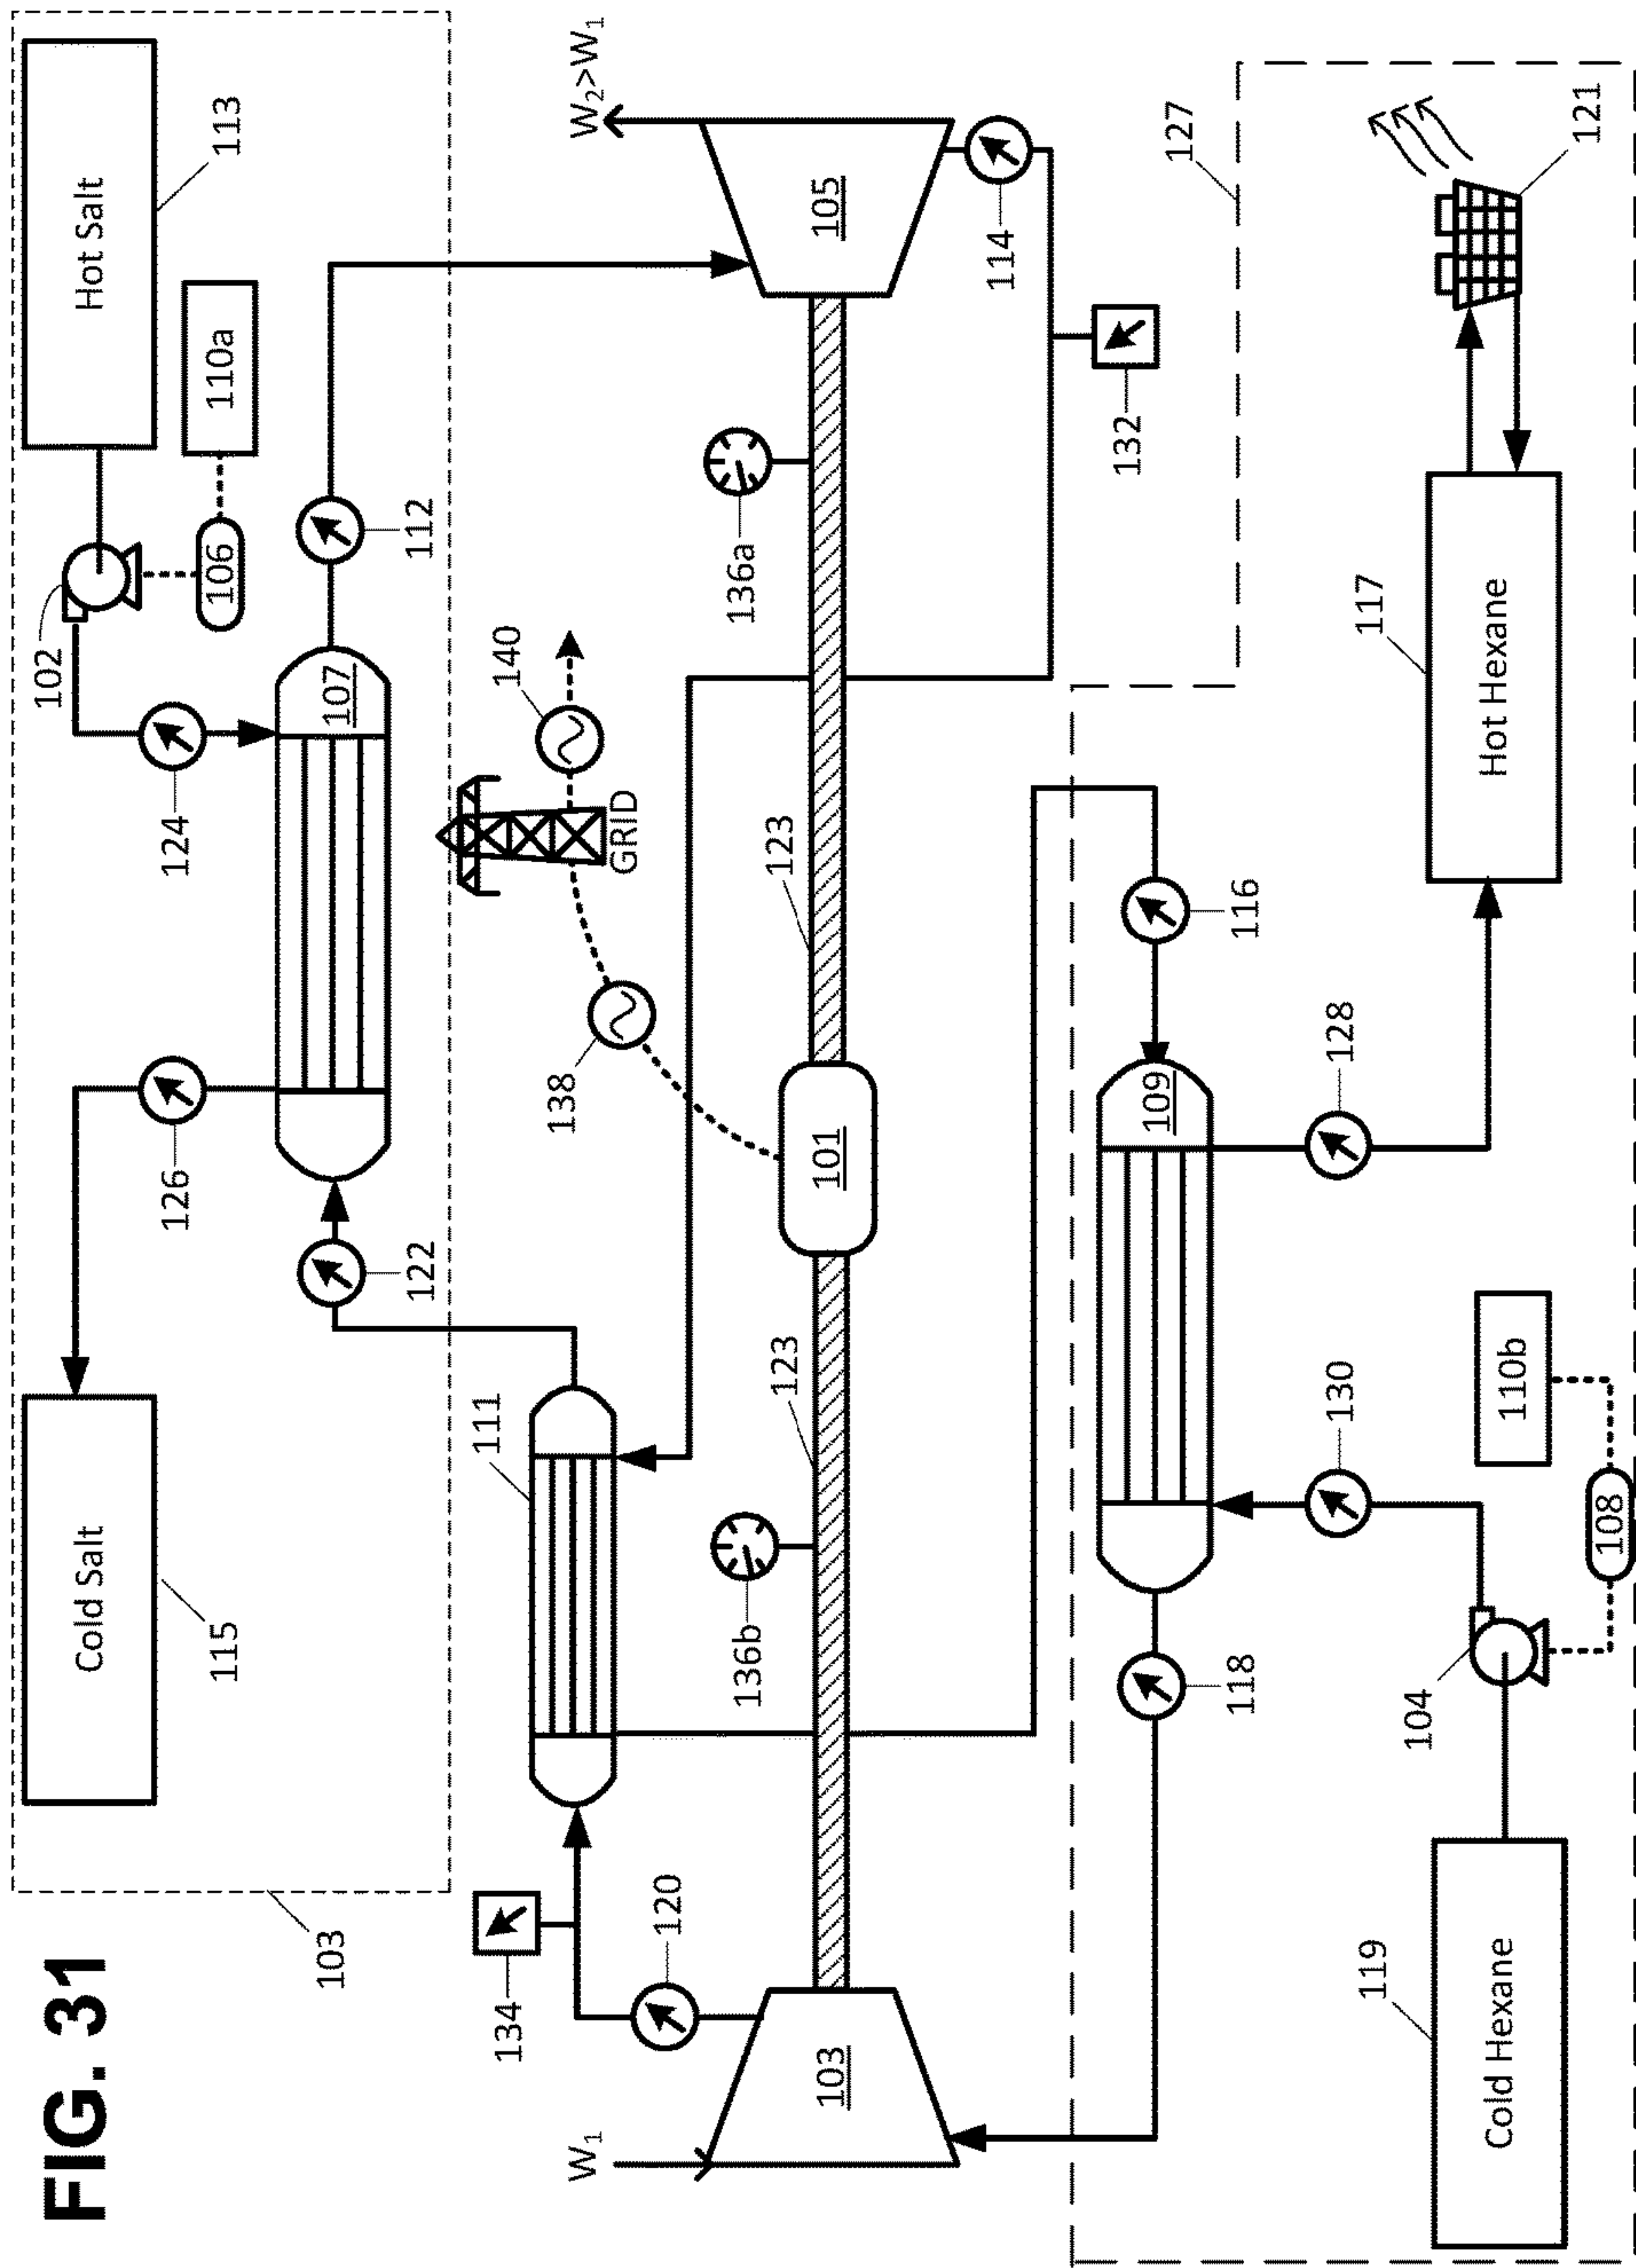 FIG. 31
103
Cold Salt
115
Hot Salt
113
126
124
102
106
110a
107
122
112
134
120
111
136b
123
138
GRID
140
101
123
136a
W1
103
W2>W1
105
114
132
127
118
109
116
130
128
119
Cold Hexane
104
108
110b
117
Hot Hexane
121